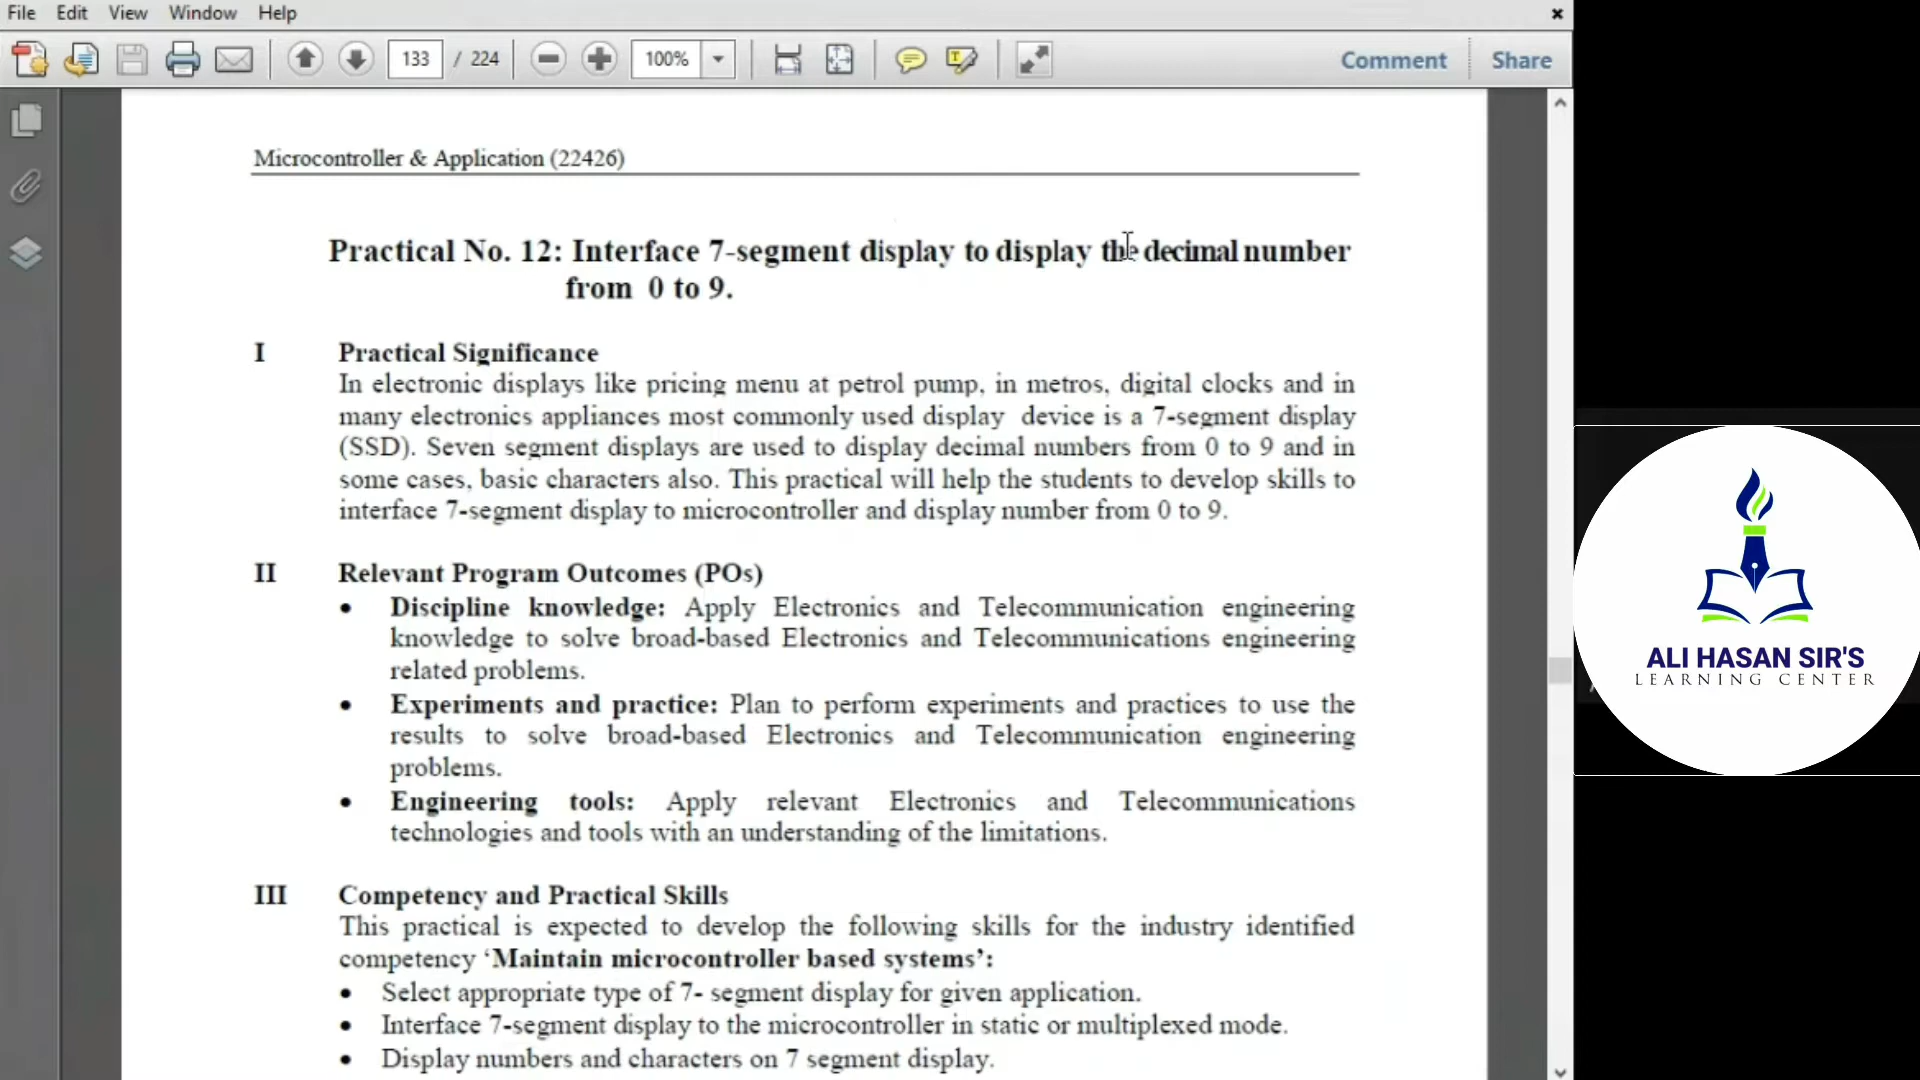 File Edit View Window Help
133 / 224 100% Comment Share
Microcontroller & Application (22426)
Practical No. 12: Interface 7-segment display to display the decimal number
from 0 to 9.
I Practical Significance
In electronic displays like pricing menu at petrol pump, in metros, digital clocks and in
many electronics appliances most commonly used display device is a 7-segment display
(SSD). Seven segment displays are used to display decimal numbers from 0 to 9 and in
some cases, basic characters also. This practical will help the students to develop skills to
interface 7-segment display to microcontroller and display number from 0 to 9.
II Relevant Program Outcomes (POs)
• Discipline knowledge: Apply Electronics and Telecommunication engineering
knowledge to solve broad-based Electronics and Telecommunications engineering
related problems.
• Experiments and practice: Plan to perform experiments and practices to use the
results to solve broad-based Electronics and Telecommunication engineering
problems.
• Engineering tools: Apply relevant Electronics and Telecommunications
technologies and tools with an understanding of the limitations.
III Competency and Practical Skills
This practical is expected to develop the following skills for the industry identified
competency ‘Maintain microcontroller based systems’:
• Select appropriate type of 7- segment display for given application.
• Interface 7-segment display to the microcontroller in static or multiplexed mode.
• Display numbers and characters on 7 segment display.
ALI HASAN SIR'S
LEARNING CENTER